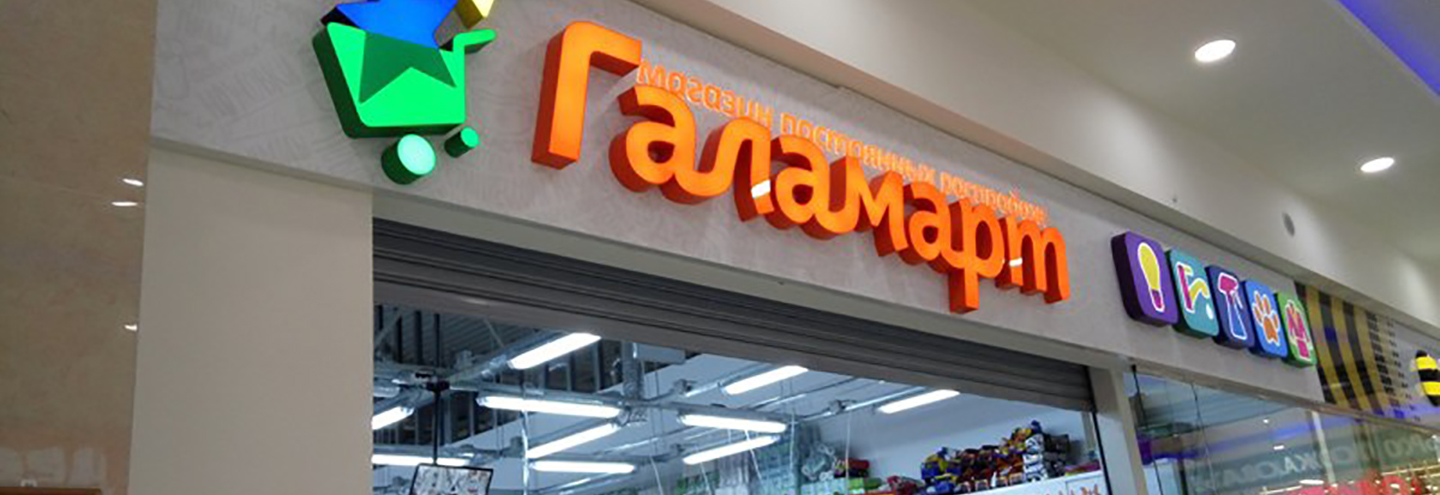 магазин постоянных распродаж
Галамарт